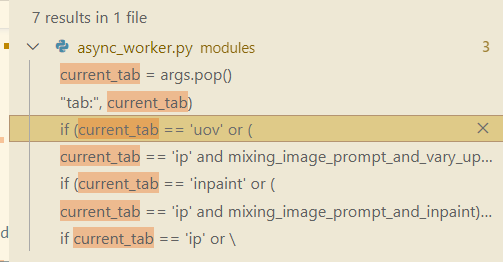 7 results in 1 file
async_worker.py modules 3
current_tab = args.pop()
"tab:", current_tab)
if (current_tab == 'uov' or (
current_tab == 'ip' and mixing_image_prompt_and_vary_up...
if (current_tab == 'inpaint' or (
current_tab == 'ip' and mixing_image_prompt_and_inpaint)...
if current_tab == 'ip' or \